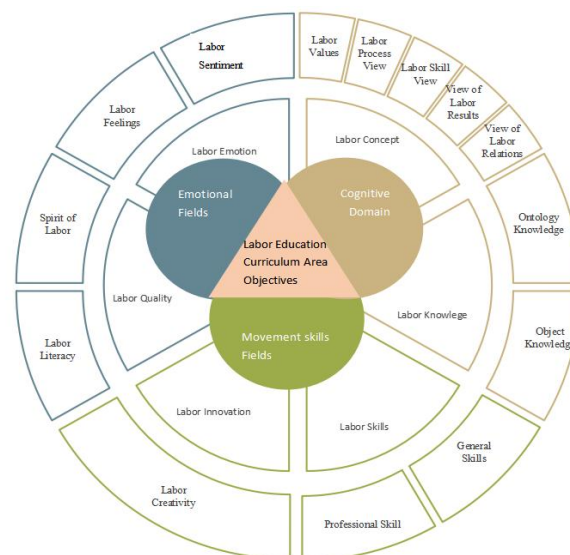 Labor
Sentiment
Labor
Values
Labor
Process
View
Labor Skill
View
View of
Labor
Results
View of
Labor
Relations
Labor
Feelings
Labor Emotion
Labor Concept
Emotional
Fields
Cognitive
Domain
Spirit of
Labor
Ontology
Knowledge
Labor Education
Curriculum Area
Objectives
Labor Quality
Labor Knowlege
Labor
Literacy
Object
Knowledge
Movement skills
Fields
Labor Innovation
Labor Skills
General
Skills
Labor
Creativity
Professional Skill